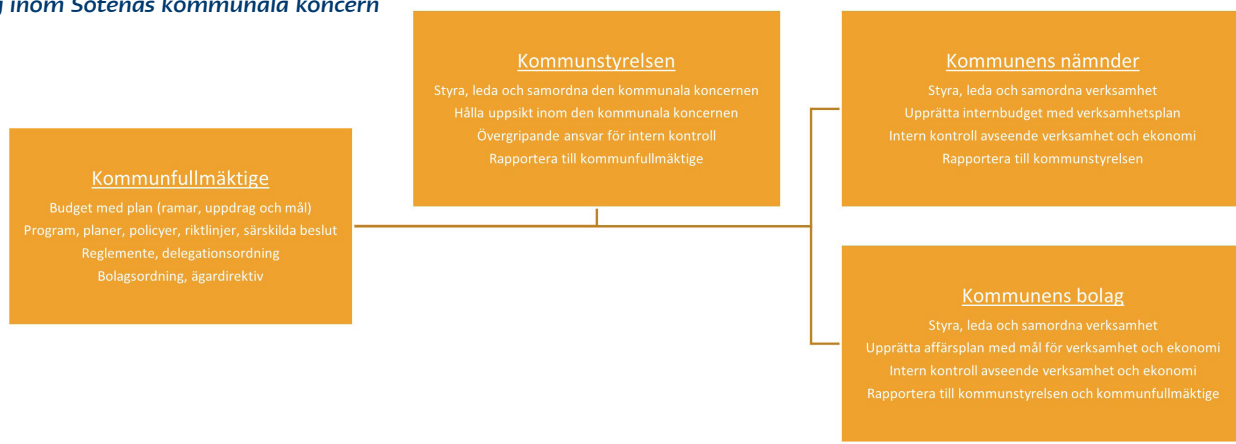 inom Sotenäs kommunala koncern
Kommunfullmäktige
Budget med plan (ramar, uppdrag och mål)
Program, planer, policyer, riktlinjer, särskilda beslut
Reglemente, delegationsordning
Bolagsordning, ägardirektiv
Kommunstyrelsen
Styra, leda och samordna den kommunala koncernen
Hålla uppsikt inom den kommunala koncernen
Övergripande ansvar för intern kontroll
Rapportera till kommunfullmäktige
Kommunens nämnder
Styra, leda och samordna verksamhet
Upprätta internbudget med verksamhetsplan
Intern kontroll avseende verksamhet och ekonomi
Rapportera till kommunstyrelsen
Kommunens bolag
Styra, leda och samordna verksamhet
Upprätta affärsplan med mål för verksamhet och ekonomi
Intern kontroll avseende verksamhet och ekonomi
Rapportera till kommunstyrelsen och kommunfullmäktige